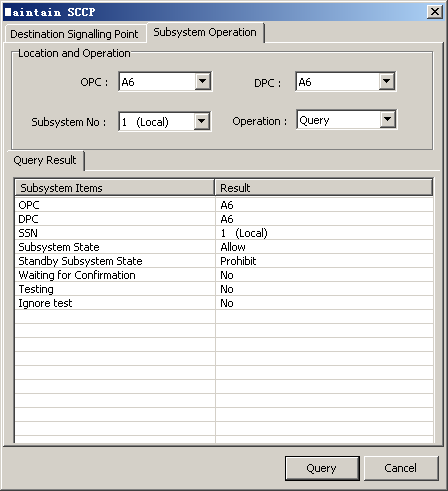 Maintain SCCP
Destination Signalling Point Subsystem Operation
Location and Operation
OPC : A6 DPC : A6
Subsystem No : 1 (Local) Operation : Query
Query Result
Subsystem Items Result
OPC A6
DPC A6
SSN 1 (Local)
Subsystem State Allow
Standby Subsystem State Prohibit
Waiting for Confirmation No
Testing No
Ignore test No
Query Cancel